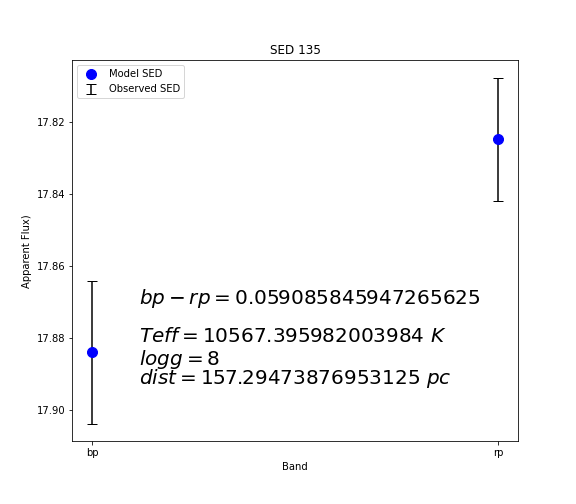 SED 135
Model SED
Observed SED
17.82
17.84
17.86
17.88
17.90
Apparent Flux)
bp − rp = 0.059085845947265625
Teff = 10567.395982003984 K
logg = 8
dist = 157.29473876953125 pc
bp
rp
Band